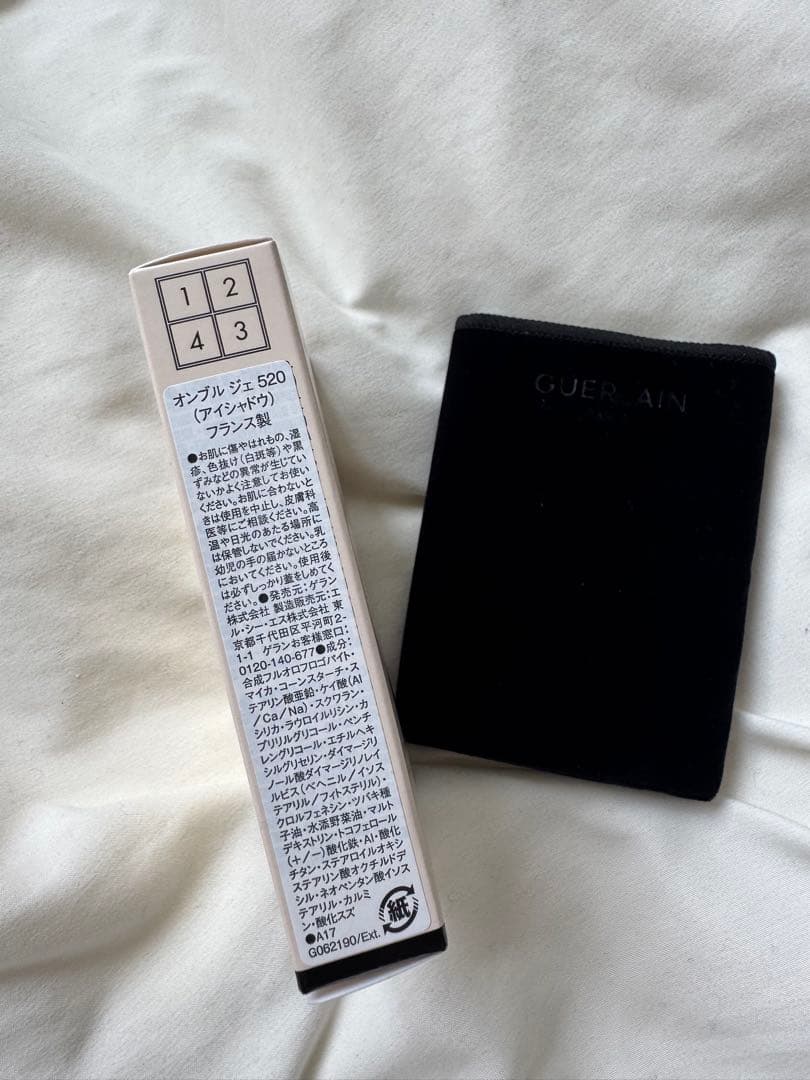 1 2
4 3
オンブル ジェ 520
(アイシャドウ)
フランス製
●お肌に傷やはれもの、湿
疹、色抜け(白斑等)や黒
ずみなどの異常が生じてい
ないかよく注意してお使い
ください。お肌に合わないと
きは使用を中止し、皮膚科
医等にご相談ください。高
温や日光のあたる場所に
は保管しないでください。乳
幼児の手の届かないところ
においてください。使用後
は必ずしっかり蓋をしめてく
ださい。●発売元:ゲラン
株式会社 製造販売元:エ
ル・シー・エス株式会社 東
京都千代田区平河町2-
1-1 ゲランお客様窓口:
0120-140-677●成分:
合成フルオロフロゴパイト・
マイカ・コーンスターチ・ス
テアリン酸亜鉛・ケイ酸(Al
/Ca/Na)・スクワラン・
シリカ・ラウロイルリシン・カ
プリリルグリコール・ペンチ
レングリコール・エチルヘキ
シルグリセリン・ダイマージリ
ノール酸ダイマージリノレイ
ルビス(ベヘニル/イソス
テアリル/フィトステリル)・
クロルフェネシン・ツバキ種
子油・水添野菜油・マルト
デキストリン・トコフェロール
(+/-)酸化鉄・Al・酸化
チタン・ステアロイルオキシ
ステアリン酸オクチルドデ
シル・ネオペンタン酸イソス
テアリル・カルミ
ン・酸化スズ
●A17
G062190/Ext.
紙
GUERLAIN